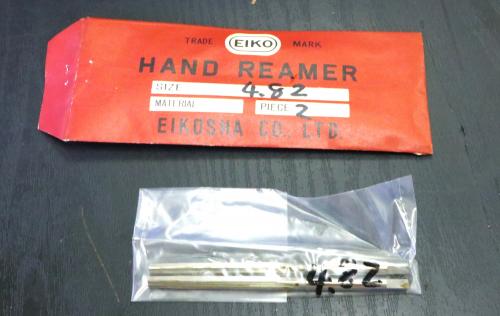 TRADE EIKO MARK
HAND REAMER
SIZE 4.82
MATERIAL PIECE 2
EIKOSHA CO., LTD.
4.82